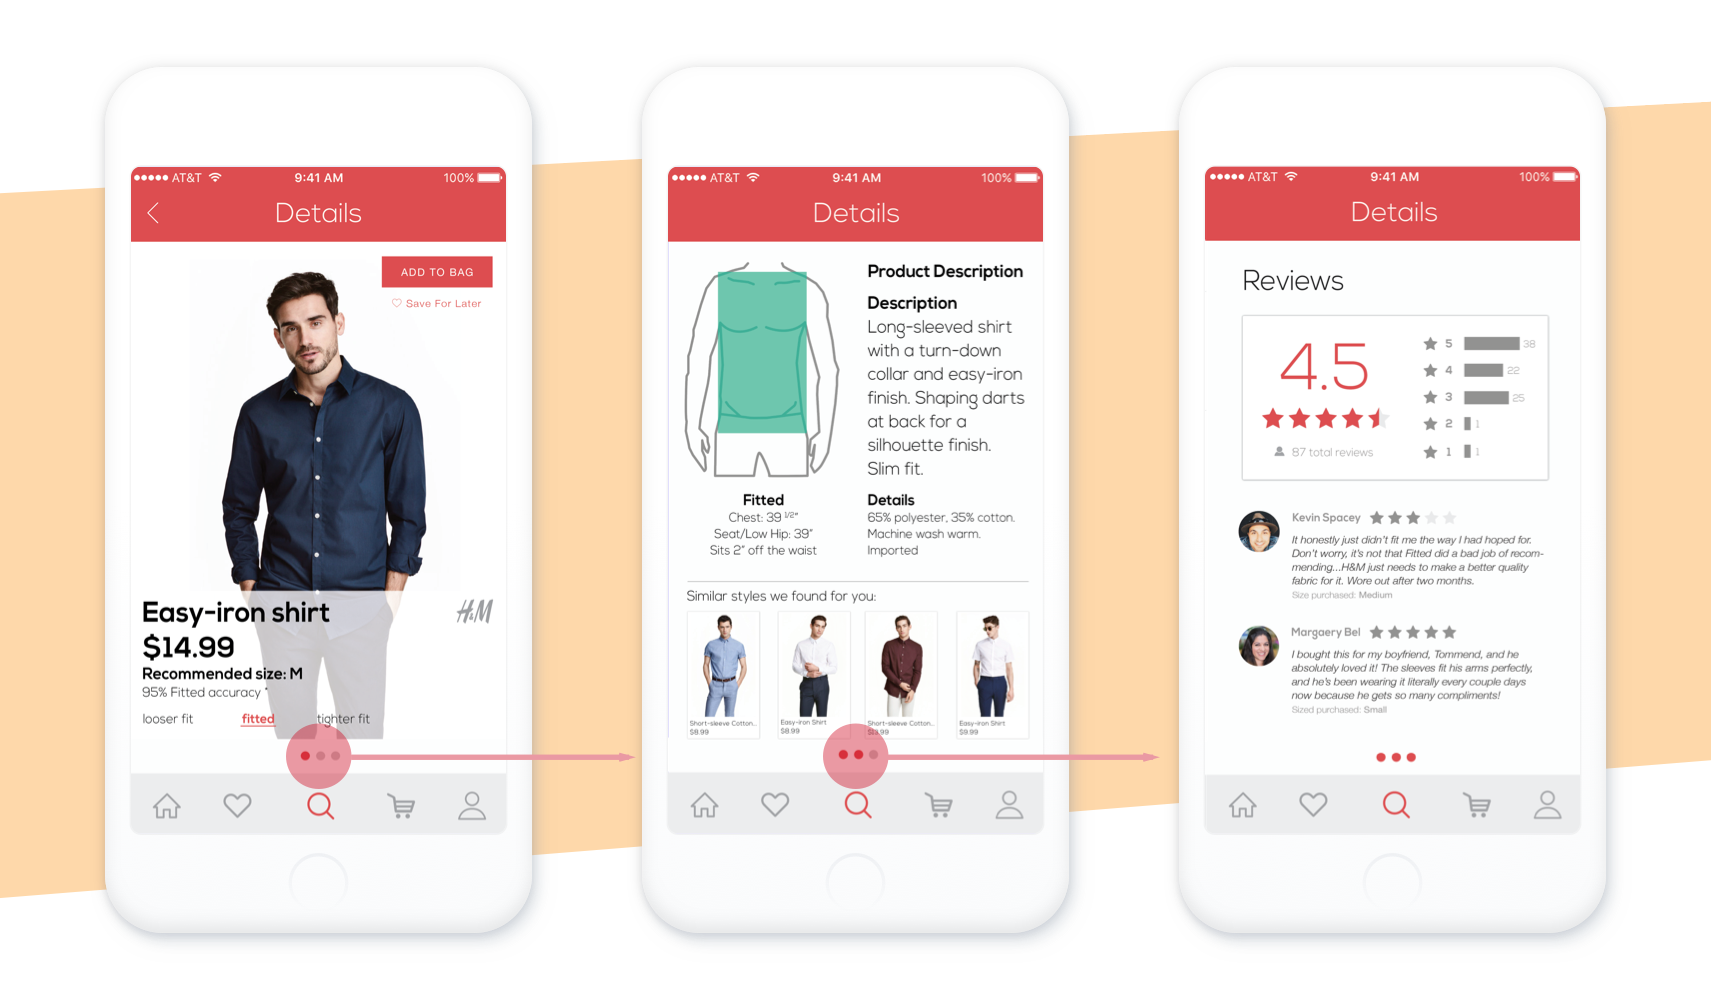 AT&T 9:41 AM 100%
Details
ADD TO BAG
Save For Later
Easy-iron shirt
H&M
$14.99
Recommended size: M
95% Fitted accuracy *
looser fit fitted tighter fit
AT&T 9:41 AM 100%
Details
Fitted
Chest: 39 1/2"
Seat/Low Hip: 39"
Sits 2" off the waist
Product Description
Description
Long-sleeved shirt
with a turn-down
collar and easy-iron
finish. Shaping darts
at back for a
silhouette finish.
Slim fit.
Details
65% polyester, 35% cotton.
Machine wash warm.
Imported
Similar styles we found for you:
Short-sleeve Cotton...
$8.99
Easy-iron Shirt
$8.99
Short-sleeve Cotton...
Easy-iron Shirt
$9.99
AT&T 9:41 AM 100%
Details
Reviews
4.5
87 total reviews
5 38
4 22
3 25
2 1
1 1
Kevin Spacey
It honestly just didn't fit me the way I had hoped for.
Don't worry, it's not that Fitted did a bad job of recom-
mending...H&M just needs to make a better quality
fabric for it. Wore out after two months.
Size purchased: Medium
Margaery Bel
I bought this for my boyfriend, Tommend, and he
absolutely loved it! The sleeves fit his arms perfectly,
and he's been wearing it literally every couple days
now because he gets so many compliments!
Sized purchased: Small